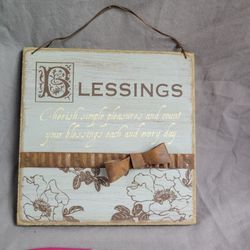 BLESSINGS
Cherish simple pleasures and count
your blessings each and every day